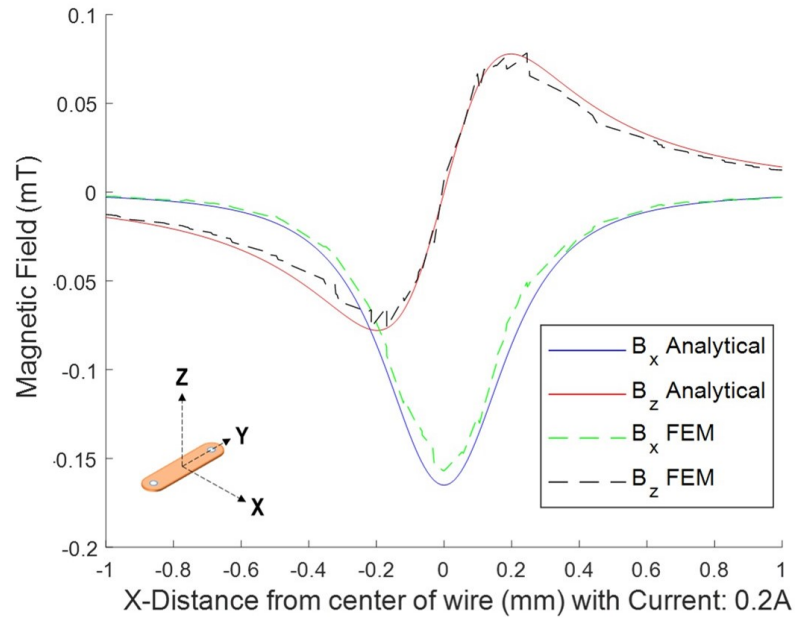 0.1
0.05
0
-0.05
-0.1
-0.15
-0.2
-1 -0.8 -0.6 -0.4 -0.2 0 0.2 0.4 0.6 0.8 1
Magnetic Field (mT)
X-Distance from center of wire (mm) with Current: 0.2A
Z
Y
X
Bx Analytical
Bz Analytical
Bx FEM
Bz FEM